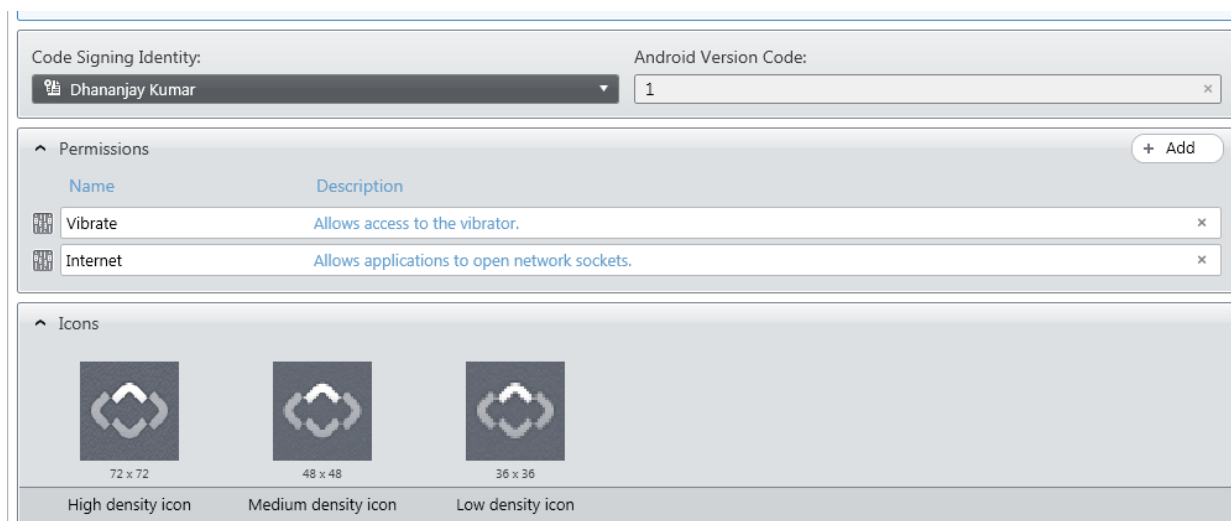 Code Signing Identity: Android Version Code:
Dhananjay Kumar 1 ×
Permissions + Add
Name Description
Vibrate Allows access to the vibrator. ×
Internet Allows applications to open network sockets. ×
Icons
72 x 72 48 x 48 36 x 36
High density icon Medium density icon Low density icon